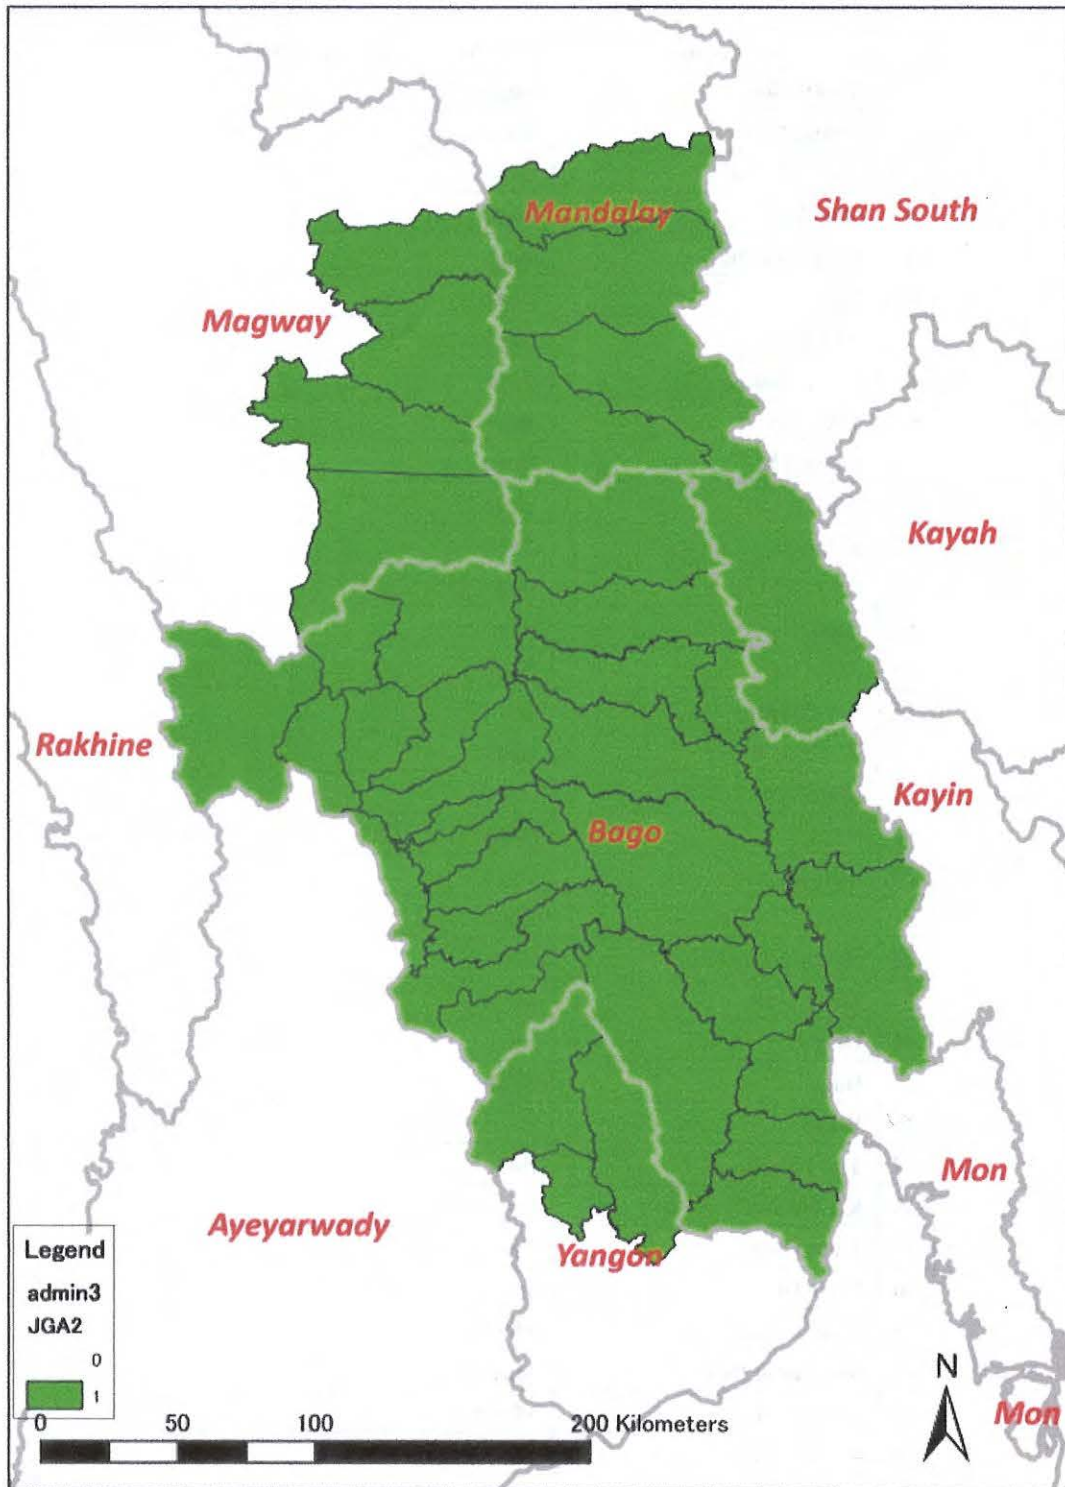 Mandalay
Shan South
Magway
Kayah
Rakhine
Kayin
Bago
Mon
Ayeyarwady
Yangon
Legend
admin3
JGA2
0
1
0 50 100 200 Kilometers
N
Mon